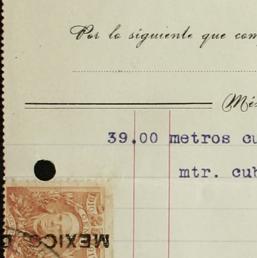 Por lo siguiente que com
Méx
39.00 metros cu
mtr. cub
MEXICO